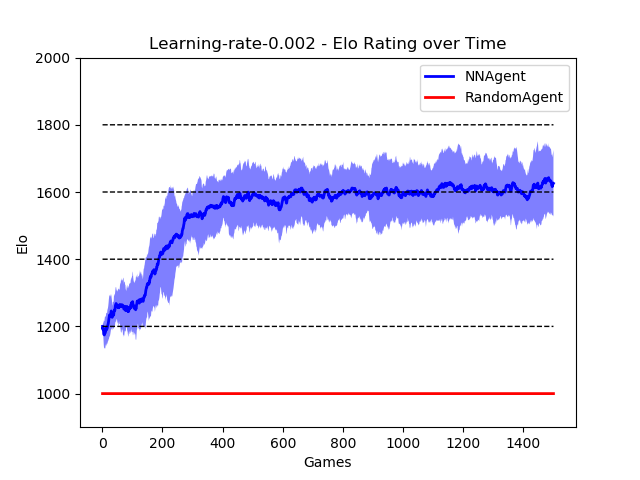 Learning-rate-0.002 - Elo Rating over Time
NNAgent
RandomAgent
2000
1800
1600
1400
1200
1000
Elo
0 200 400 600 800 1000 1200 1400
Games